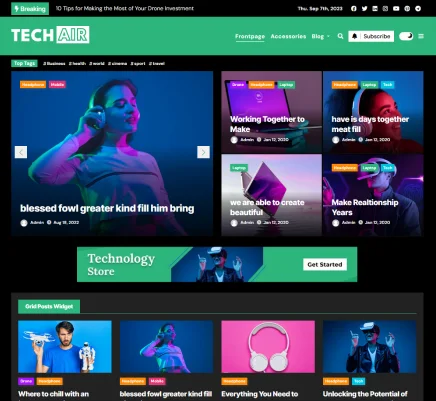 Breaking
10 Tips for Making the Most of Your Drone Investment
Thu. Sep 7th, 2023
TECH AIR
Frontpage
Accessories
Blog
Subscribe
Top Tags
# Business # health # world # cinema # sport # travel
Headphone Mobile
blessed fowl greater kind fill him bring
Admin Aug 19, 2022
Drone Headphone Laptop
Working Together to
Make
Admin Jan 12, 2020
Headphone Laptop
have is days together
meat fill
Admin Jan 12, 2020
Laptop
we are able to create
beautiful
Admin Jan 12, 2020
Headphone Laptop Tech
Make Realtionship
Years
Admin Jan 12, 2020
Technology
Store
Get Started
Grid Posts Widget
Drone Headphone
Where to chill with an
Headphone Mobile
blessed fowl greater kind fill
Headphone
Everything You Need to
Headphone Tech
Unlocking the Potential of